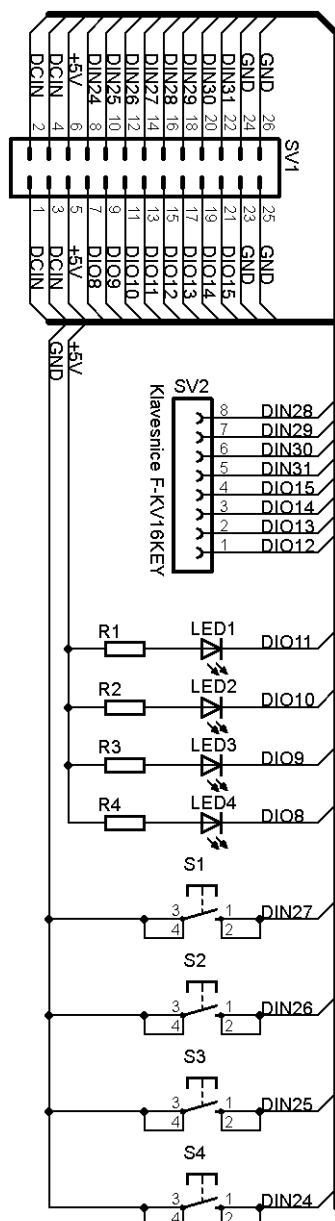 DCIN DCIN +5V DIN24 DIN25 DIN26 DIN27 DIN28 DIN29 DIN30 DIN31 GND GND
2 4 6 8 10 12 14 16 18 20 22 24 26
SV1
1 3 5 7 9 11 13 15 17 19 21 23 25
DCIN DCIN +5V DIO8 DIO9 DIO10 DIO11 DIO12 DIO13 DIO14 DIO15 GND GND
GND +5V
SV2
Klavesnice F-KV16KEY
8 DIN28
7 DIN29
6 DIN30
5 DIN31
4 DIO15
3 DIO14
2 DIO13
1 DIO12
R1 LED1 DIO11
R2 LED2 DIO10
R3 LED3 DIO9
R4 LED4 DIO8
S1
3 1 DIN27
4 2
S2
3 1 DIN26
4 2
S3
3 1 DIN25
4 2
S4
3 1 DIN24
4 2